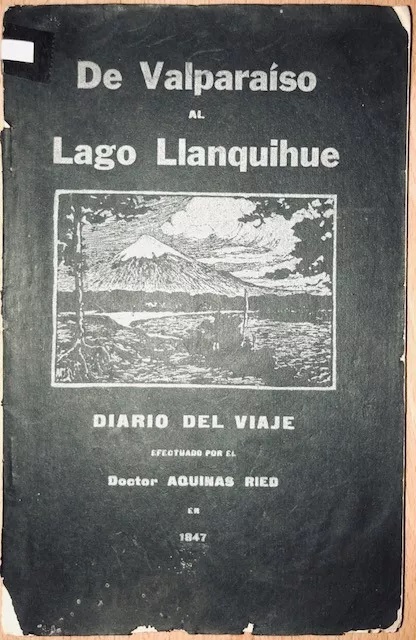 De Valparaíso
AL
Lago Llanquihue
DIARIO DEL VIAJE
EFECTUADO POR EL
Doctor AQUINAS RIED
EN
1847